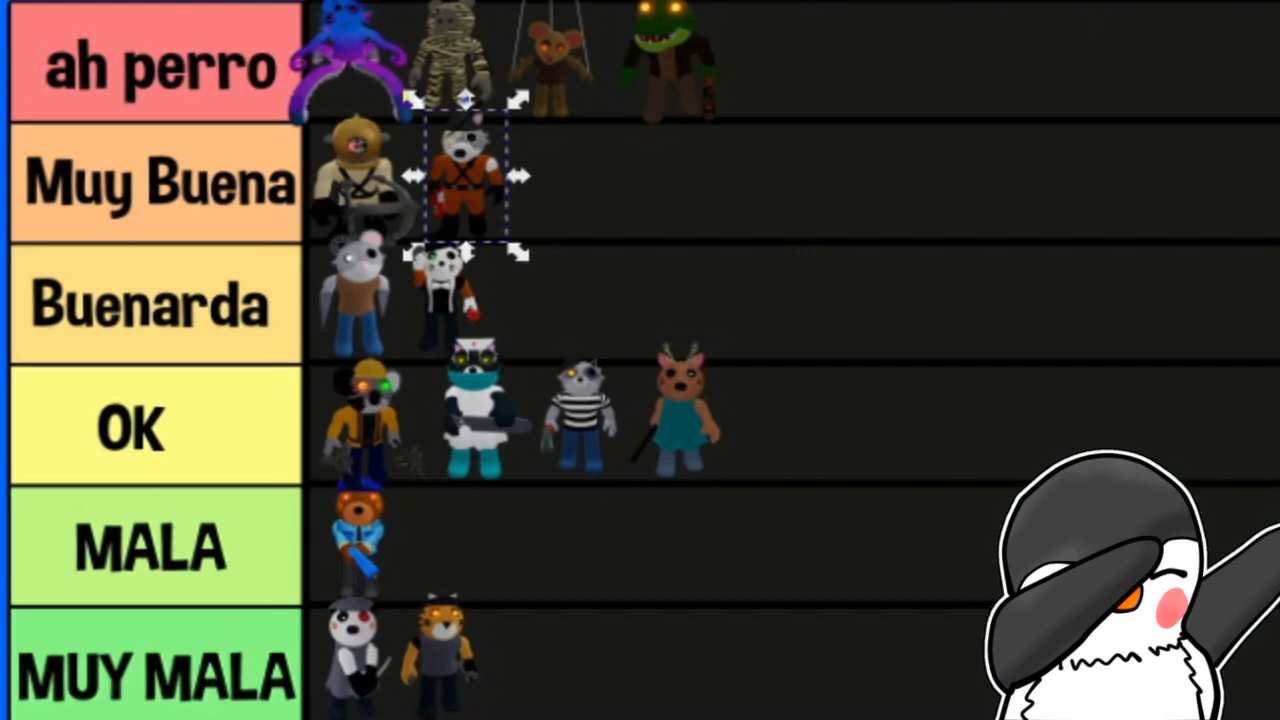 ah perro
Muy Buena
Buenarda
OK
MALA
MUY MALA